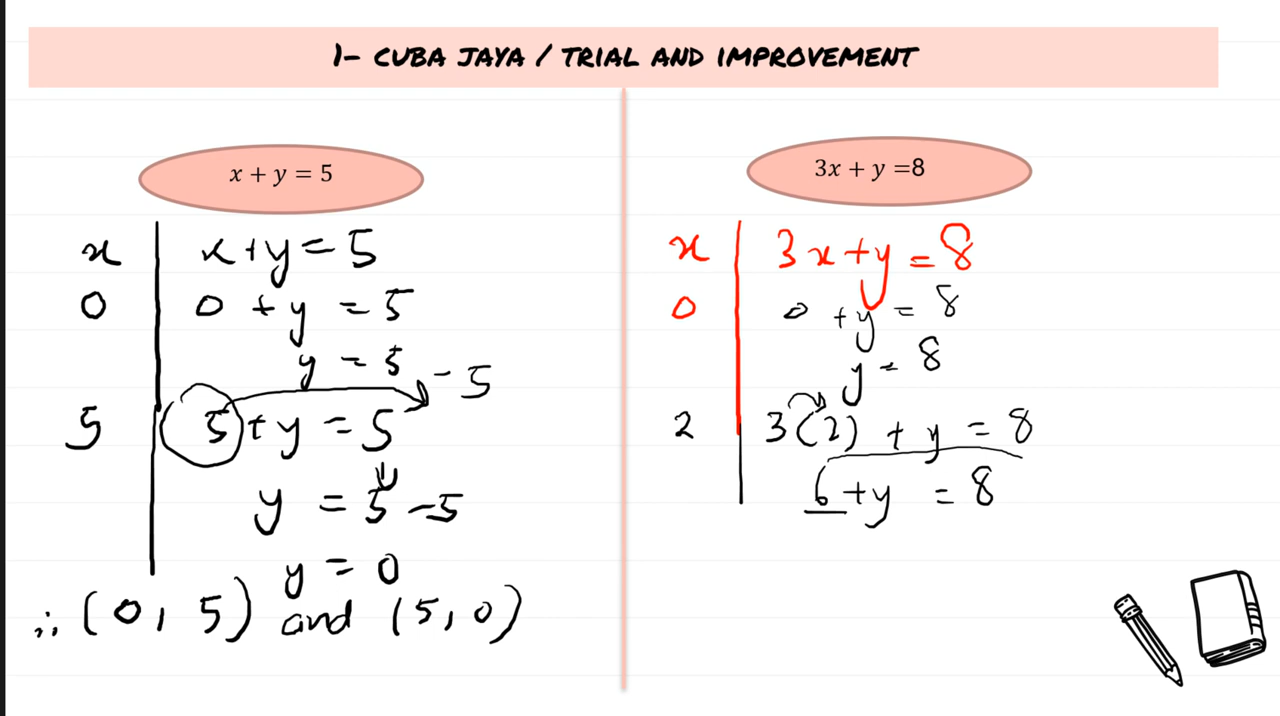 1- CUBA JAYA / TRIAL AND IMPROVEMENT
x + y = 5
x | x + y = 5
0 | 0 + y = 5
y = 5
- 5
5 | 5 + y = 5
y = 5 - 5
y = 0
∴ (0, 5) and (5, 0)
3x + y =8
x | 3x + y = 8
0 | 0 + y = 8
y = 8
2 | 3(2) + y = 8
6 + y = 8